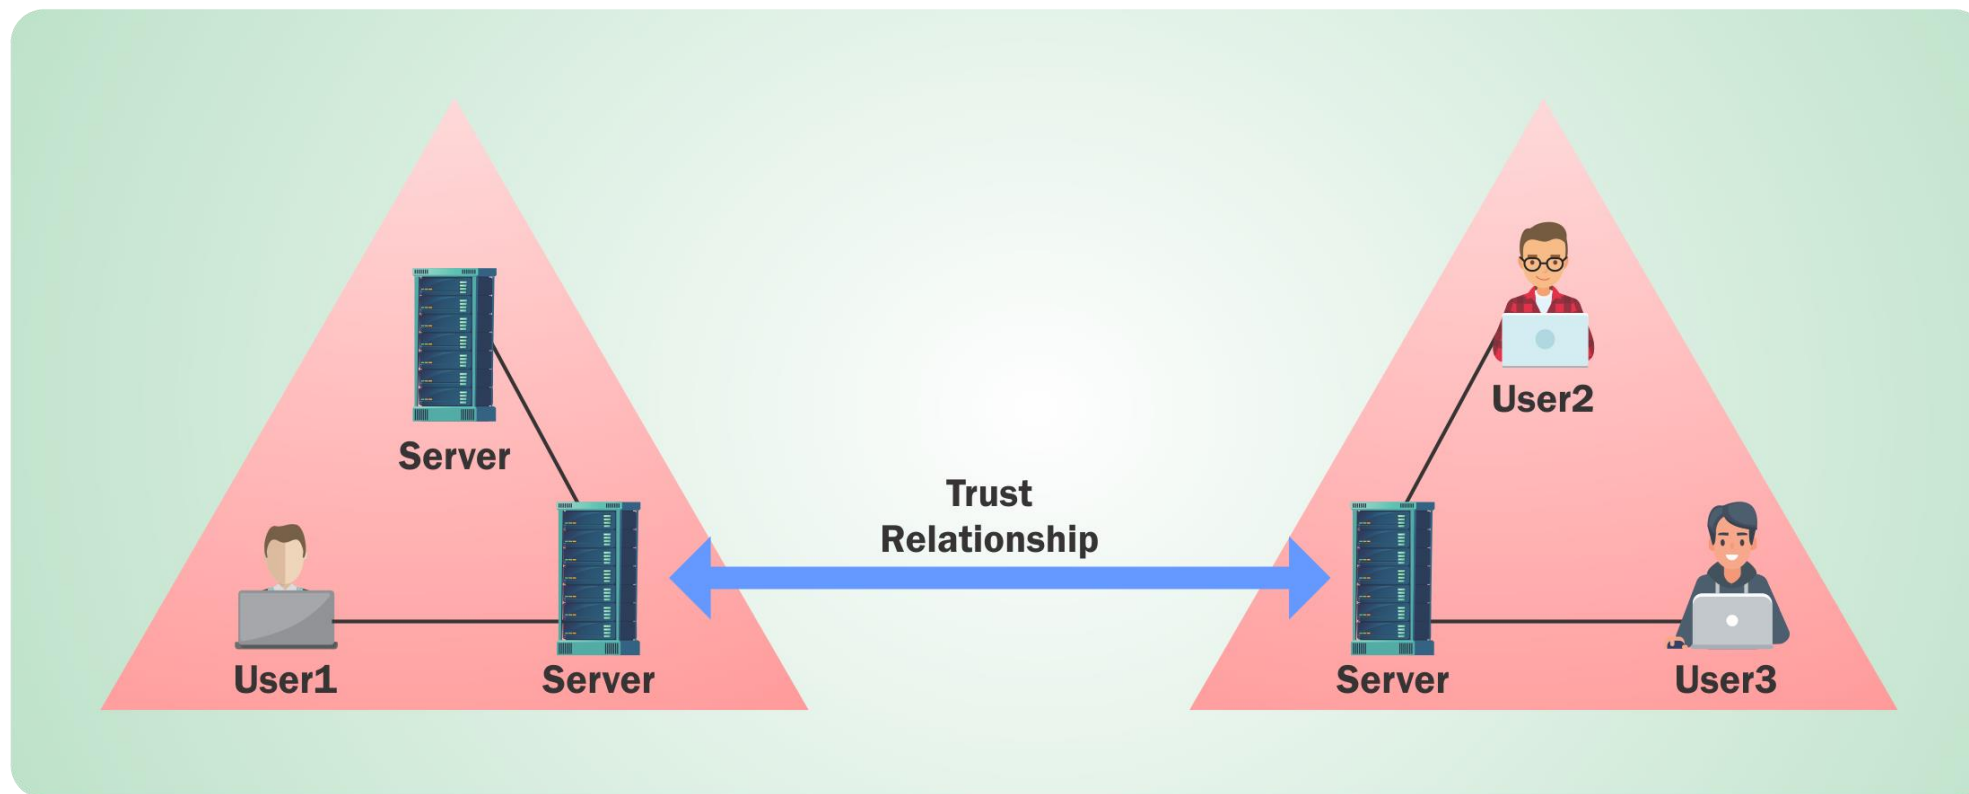 User2
Server
Trust
Relationship
User1
Server
Server
User3